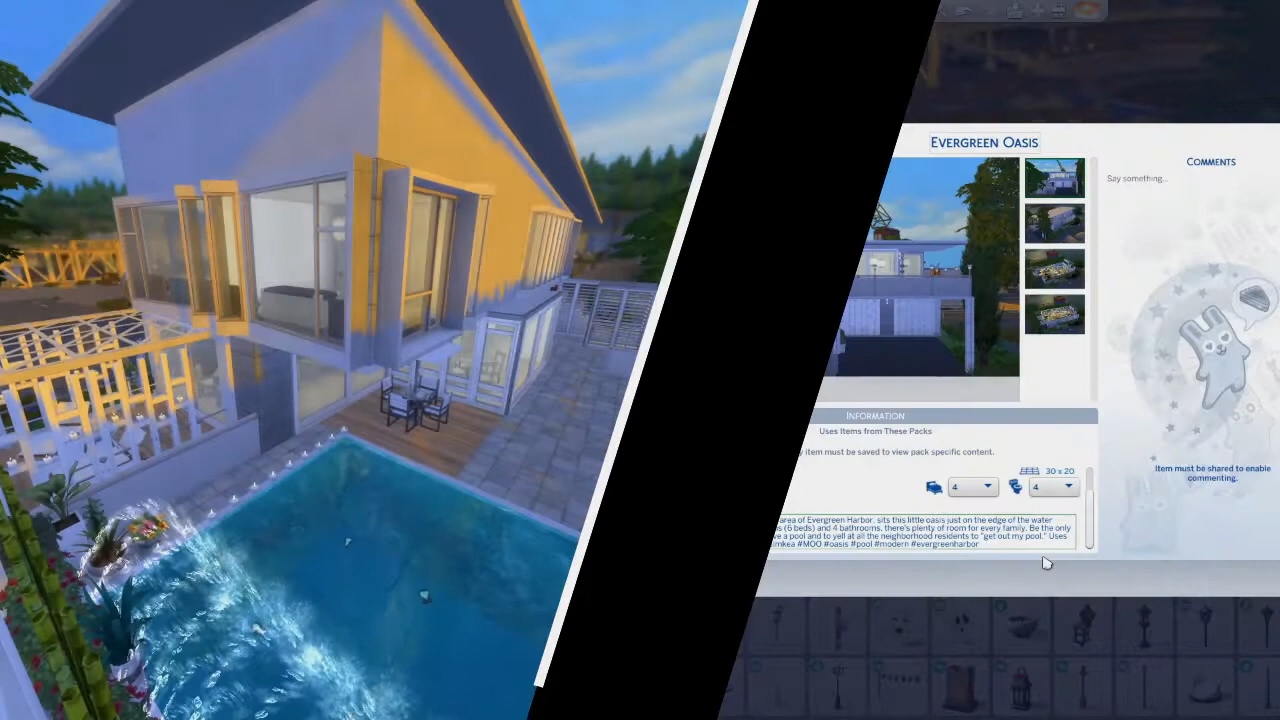 EVERGREEN OASIS
COMMENTS
Say something...
INFORMATION
Uses Items from These Packs
item must be saved to view pack specific content.
30 x 20
4
4
area of Evergreen Harbor, sits this little oasis just on the edge of the water
(6 beds) and 4 bathrooms, there's plenty of room for every family. Be the only
a pool and to yell at all the neighborhood residents to "get out my pool." Uses
#MOO #oasis #pool #modern #evergreenharbor
Item must be shared to enable
commenting.